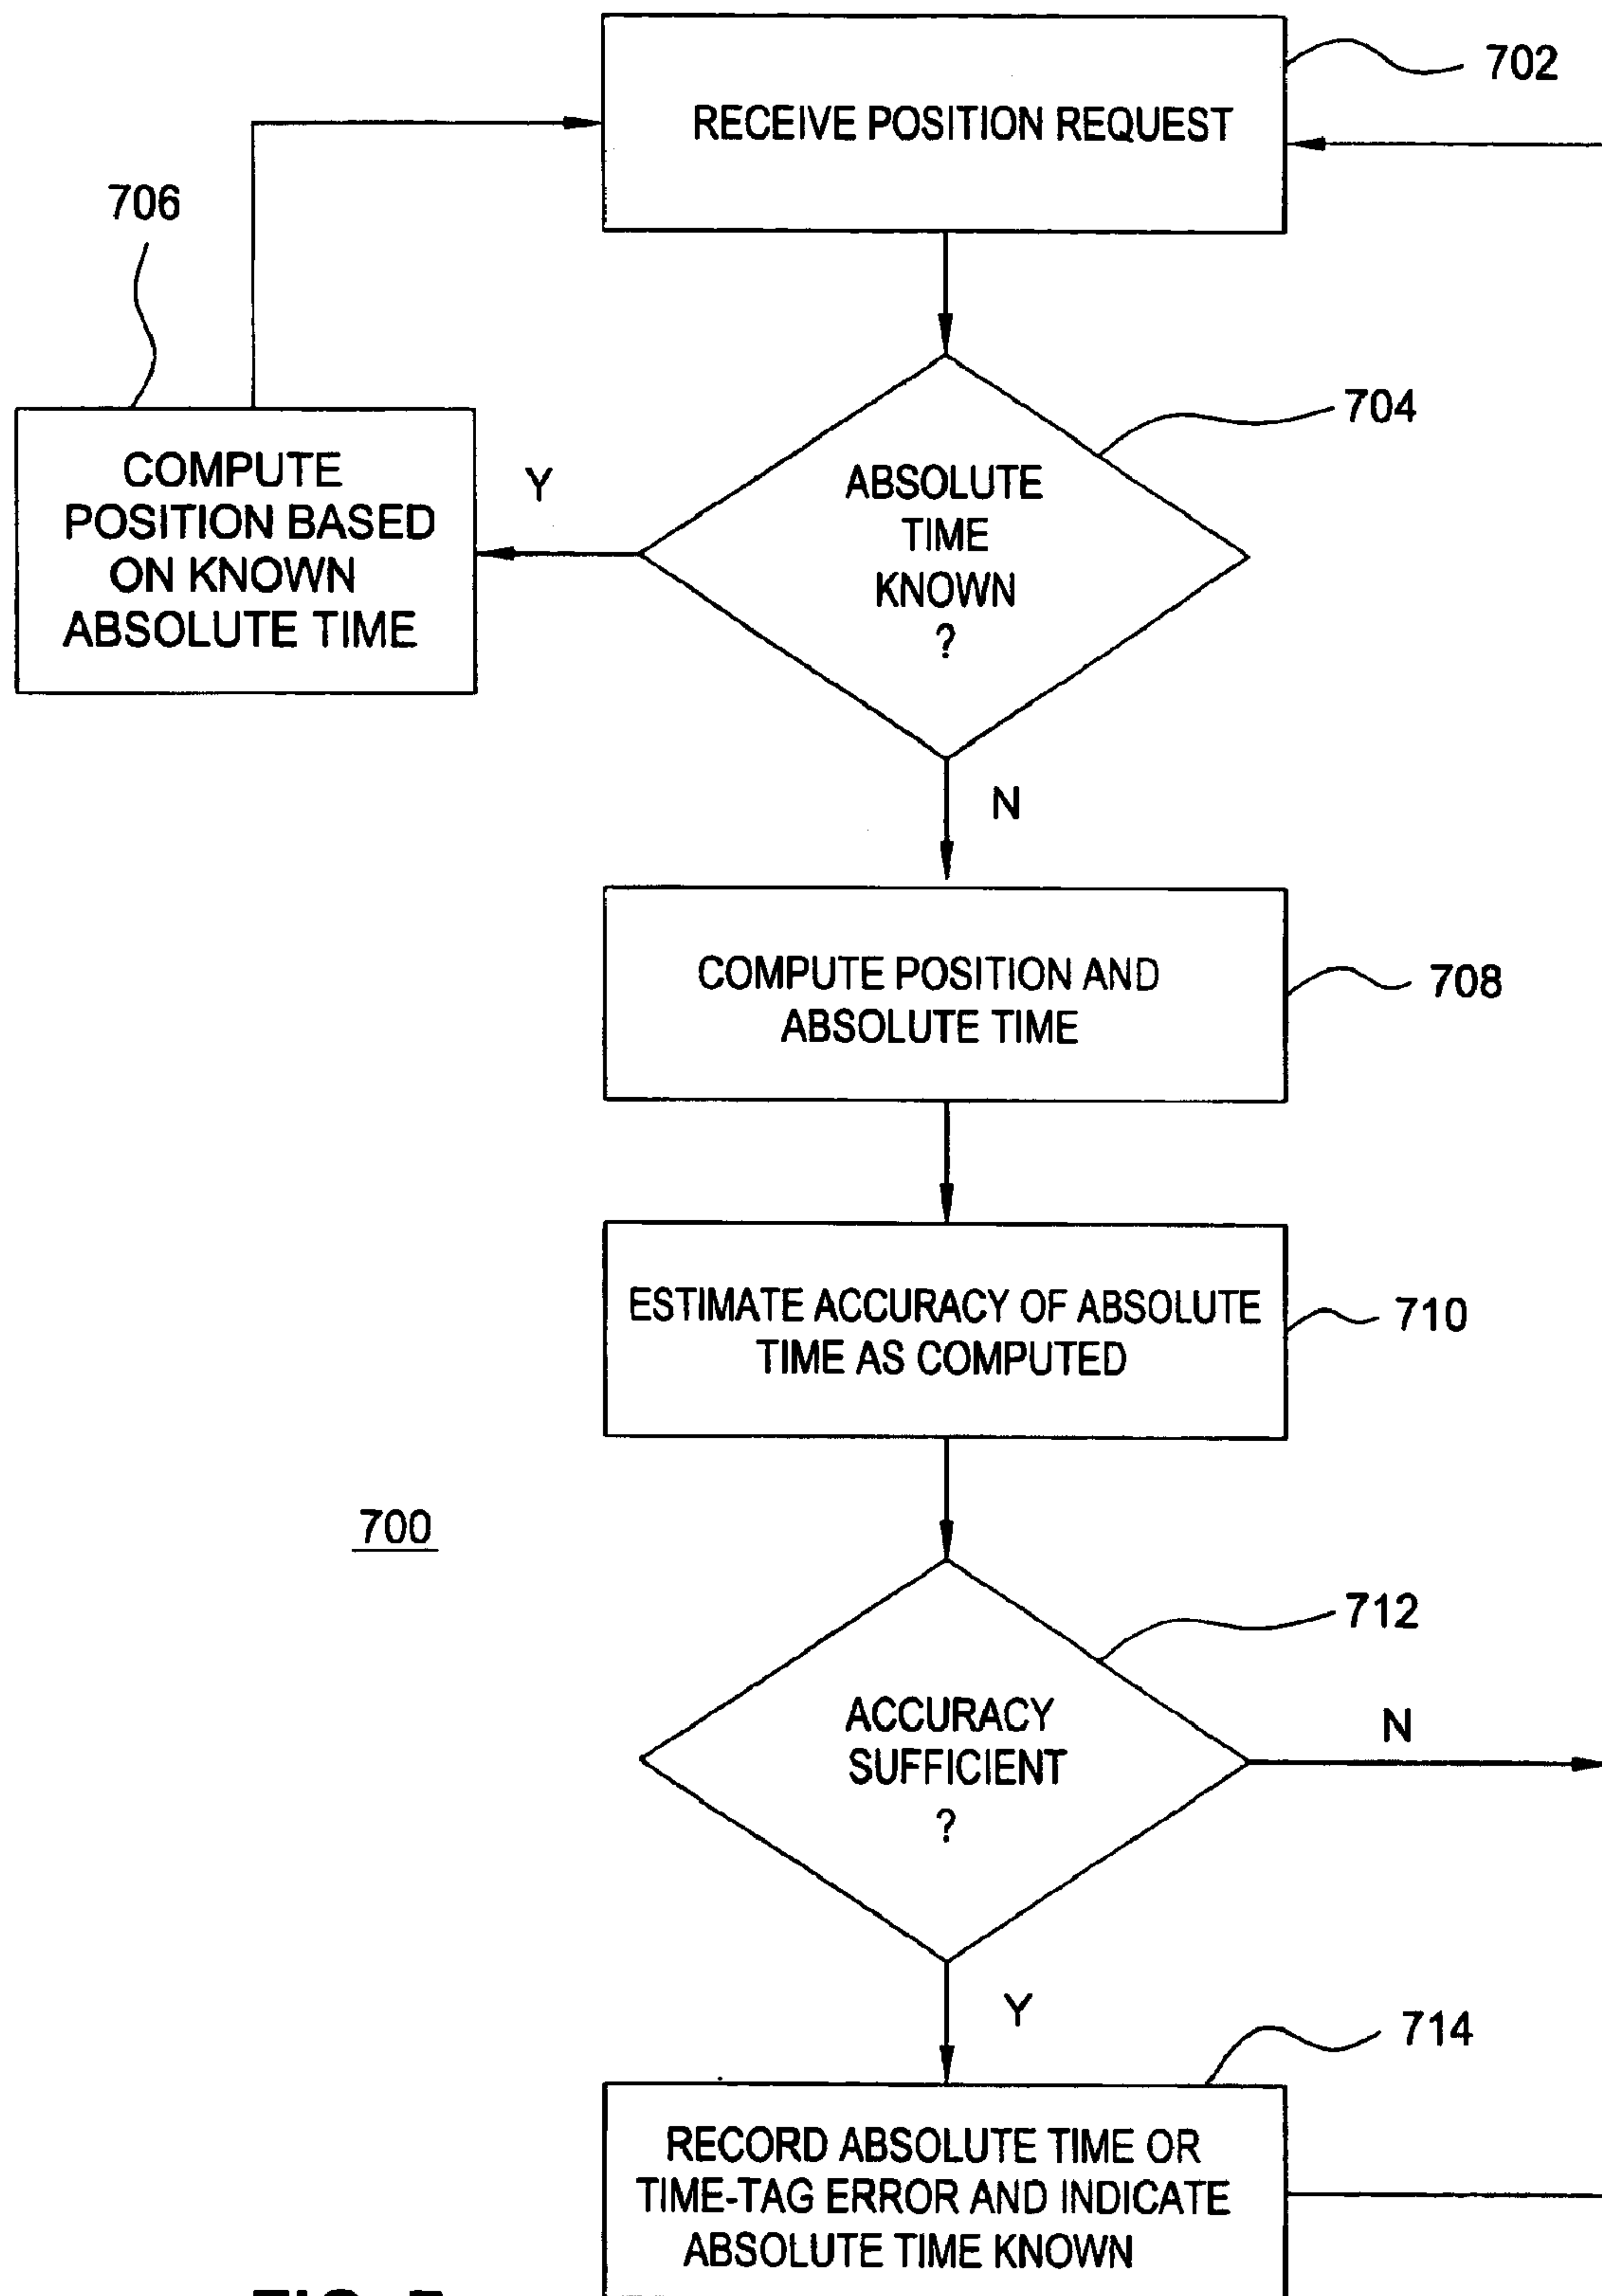 702
RECEIVE POSITION REQUEST
706
704
COMPUTE
POSITION BASED
ON KNOWN
ABSOLUTE TIME
Y
ABSOLUTE
TIME
KNOWN
?
N
COMPUTE POSITION AND
ABSOLUTE TIME
708
ESTIMATE ACCURACY OF ABSOLUTE
TIME AS COMPUTED
710
700
712
ACCURACY
SUFFICIENT
?
N
Y
714
RECORD ABSOLUTE TIME OR
TIME-TAG ERROR AND INDICATE
ABSOLUTE TIME KNOWN